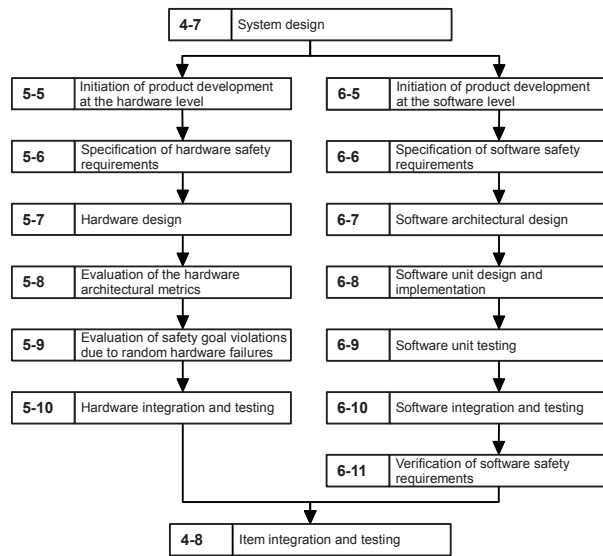 4-7 System design
5-5 Initiation of product development
at the hardware level
6-5 Initiation of product development
at the software level
5-6 Specification of hardware safety
requirements
6-6 Specification of software safety
requirements
5-7 Hardware design
6-7 Software architectural design
5-8 Evaluation of the hardware
architectural metrics
6-8 Software unit design and
implementation
5-9 Evaluation of safety goal violations
due to random hardware failures
6-9 Software unit testing
5-10 Hardware integration and testing
6-10 Software integration and testing
6-11 Verification of software safety
requirements
4-8 Item integration and testing